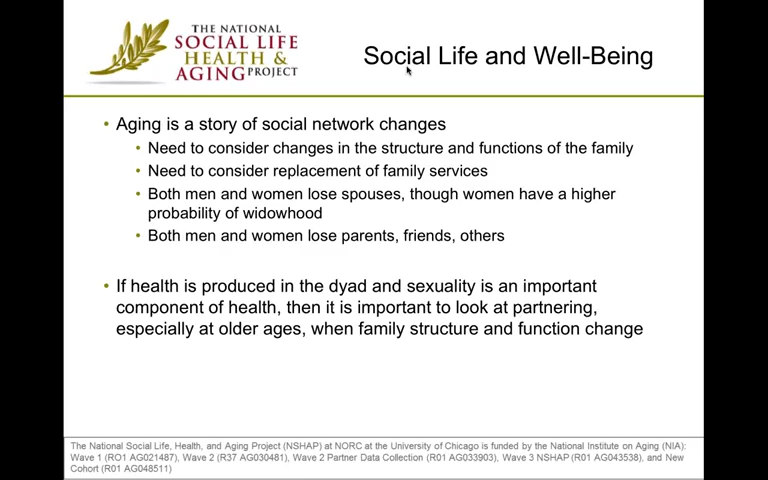 THE NATIONAL
SOCIAL LIFE
HEALTH &
AGING PROJECT
Social Life and Well-Being
• Aging is a story of social network changes
• Need to consider changes in the structure and functions of the family
• Need to consider replacement of family services
• Both men and women lose spouses, though women have a higher
probability of widowhood
• Both men and women lose parents, friends, others
• If health is produced in the dyad and sexuality is an important
component of health, then it is important to look at partnering,
especially at older ages, when family structure and function change
The National Social Life, Health, and Aging Project (NSHAP) at NORC at the University of Chicago is funded by the National Institute on Aging (NIA):
Wave 1 (RO1 AG021487), Wave 2 (R37 AG030481), Wave 2 Partner Data Collection (R01 AG033903), Wave 3 NSHAP (R01 AG043538), and New
Cohort (R01 AG048511)